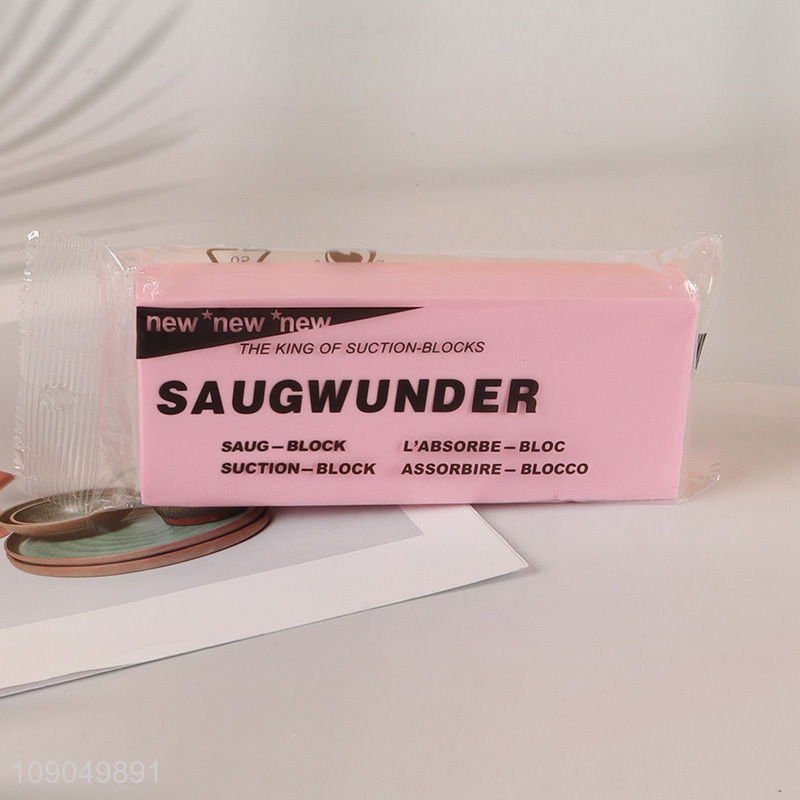 new *new *new
THE KING OF SUCTION-BLOCKS
SAUGWUNDER
SAUG–BLOCK L'ABSORBE–BLOC
SUCTION–BLOCK ASSORBIRE–BLOCCO
109049891